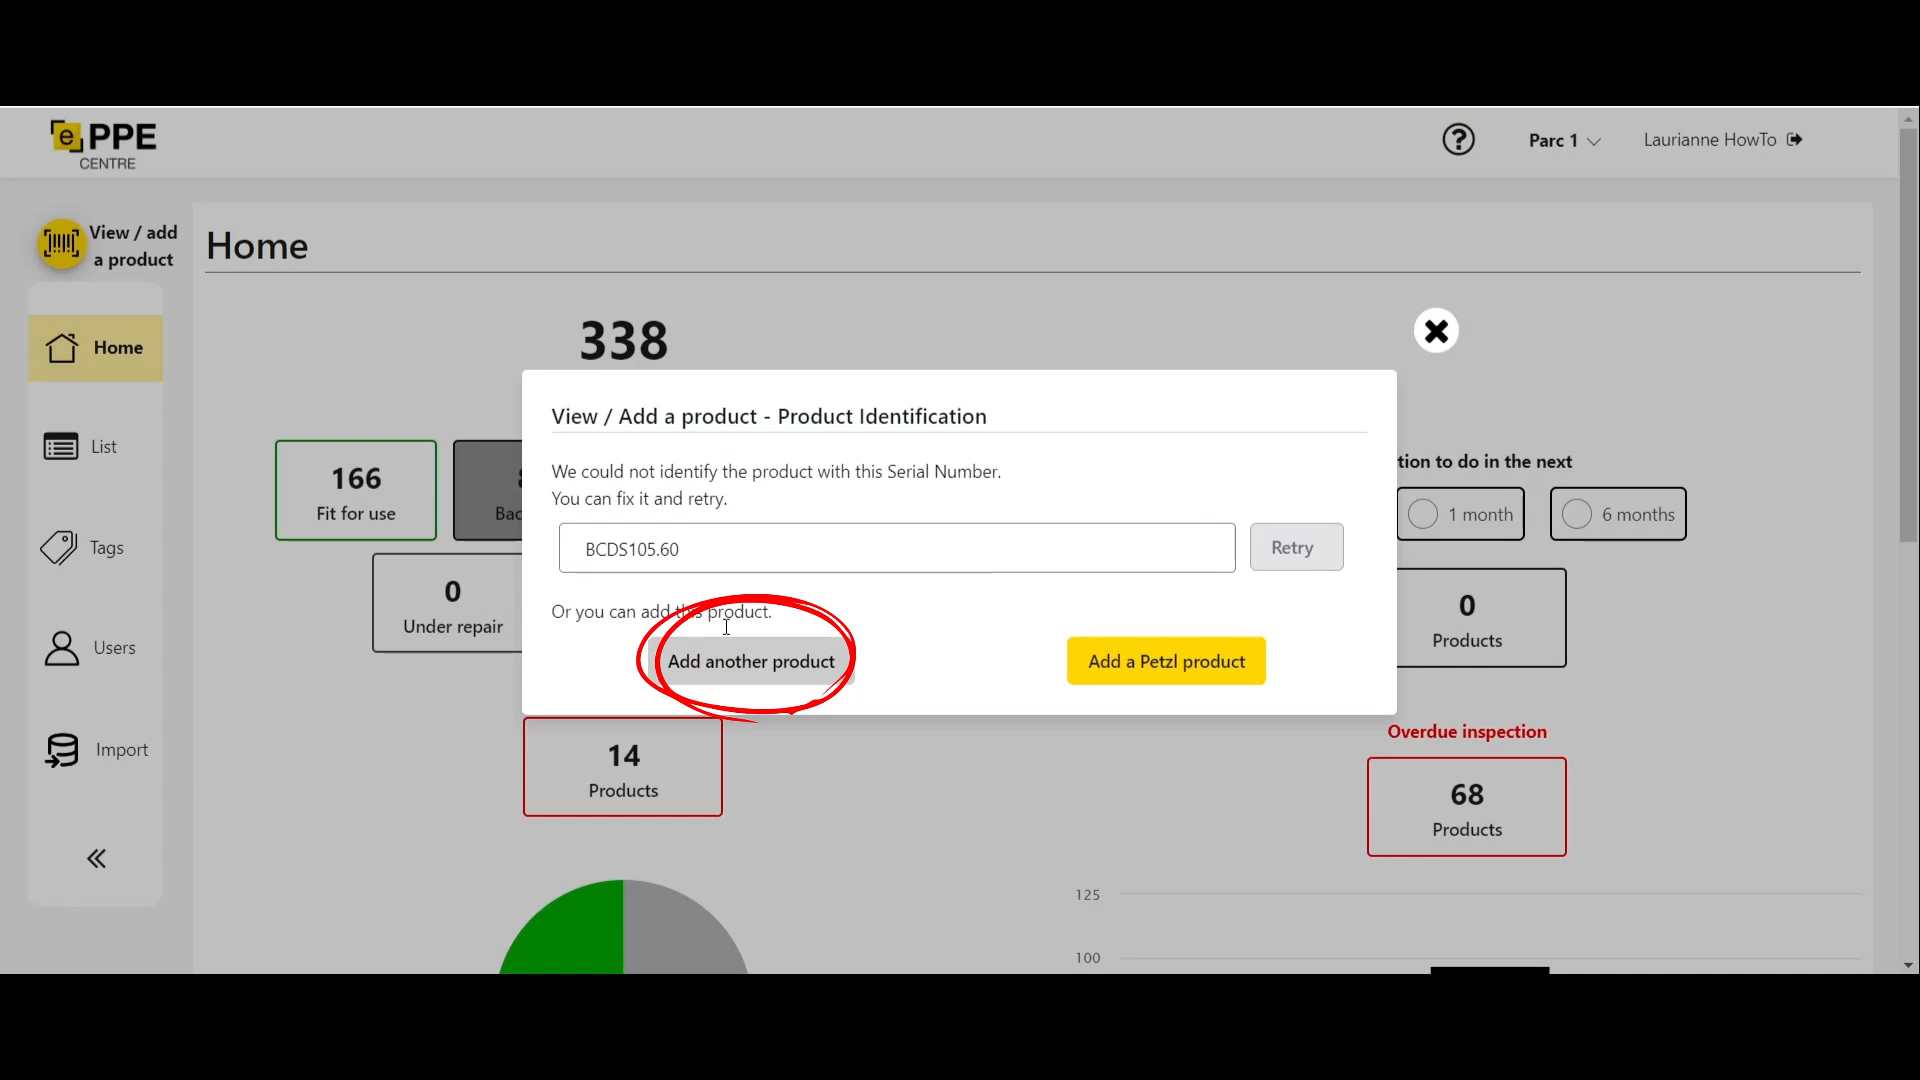 e PPE
CENTRE
?
Parc 1
Laurianne HowTo
View / add
a product
Home
List
Tags
Users
Import
Home
338
166
Fit for use
Bac
0
Under repair
14
Products
View / Add a product - Product Identification
We could not identify the product with this Serial Number.
You can fix it and retry.
BCDS105.60
Retry
Or you can add this product.
Add another product
Add a Petzl product
tion to do in the next
1 month
6 months
0
Products
Overdue inspection
68
Products
125
100